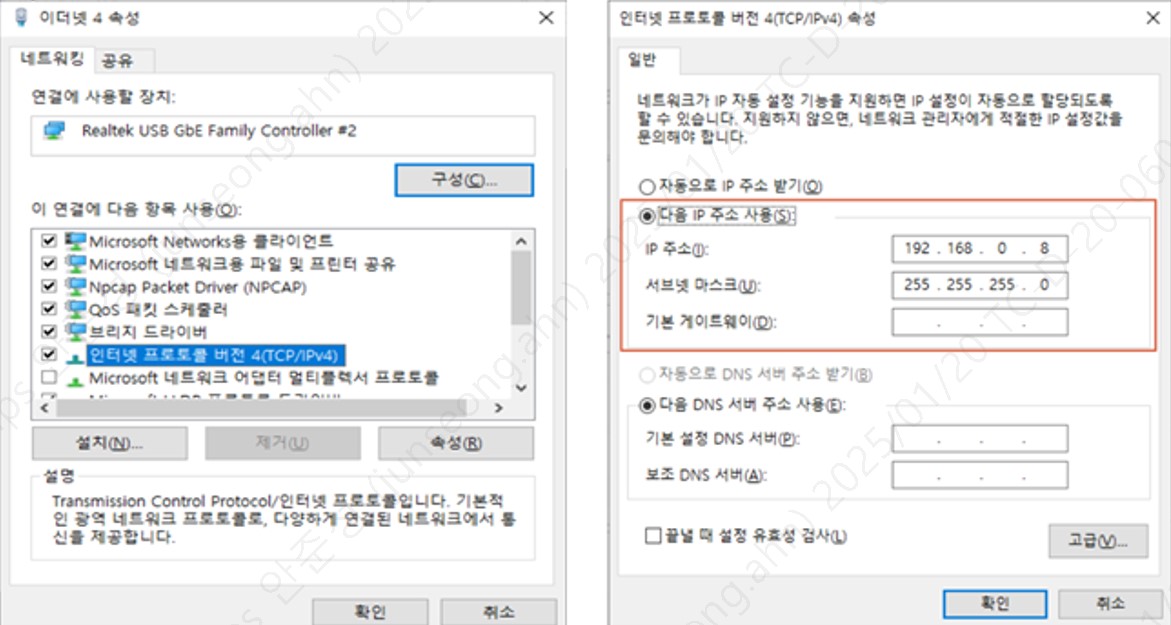 이더넷 4 속성
네트워킹
공유
연결에 사용할 장치:
Realtek USB GbE Family Controller #2
구성(C)...
이 연결에 다음 항목 사용(O):
Microsoft Networks용 클라이언트
Microsoft 네트워크용 파일 및 프린터 공유
Npcap Packet Driver (NPCAP)
QoS 패킷 스케줄러
브리지 드라이버
인터넷 프로토콜 버전 4(TCP/IPv4)
Microsoft 네트워크 어댑터 멀티플렉서 프로토콜
설치(N)...
제거(U)
속성(R)
설명
Transmission Control Protocol/인터넷 프로토콜입니다. 기본적
인 광역 네트워크 프로토콜로, 다양하게 연결된 네트워크에서 통
신을 제공합니다.
확인
취소
인터넷 프로토콜 버전 4(TCP/IPv4) 속성
일반
네트워크가 IP 자동 설정 기능을 지원하면 IP 설정이 자동으로 할당되도록
할 수 있습니다. 지원하지 않으면, 네트워크 관리자에게 적절한 IP 설정값을
문의해야 합니다.
자동으로 IP 주소 받기(O)
다음 IP 주소 사용(S):
IP 주소(I):
192 . 168 . 0 . 8
서브넷 마스크(U):
255 . 255 . 255 . 0
기본 게이트웨이(D):
자동으로 DNS 서버 주소 받기(B)
다음 DNS 서버 주소 사용(E):
기본 설정 DNS 서버(P):
보조 DNS 서버(A):
끝낼 때 설정 유효성 검사(L)
고급(V)...
확인
취소